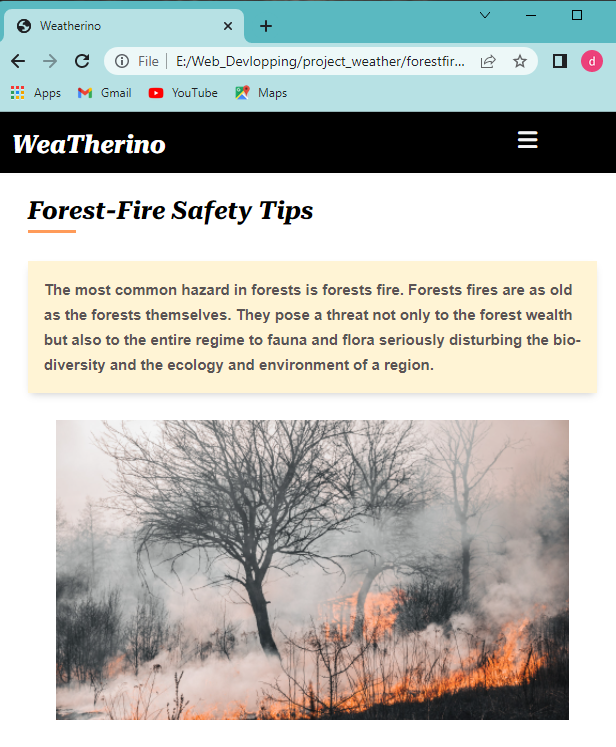 Weatherino
File | E:/Web_Devlopping/project_weather/forestfir...
d
Apps Gmail YouTube Maps
WeaTherino
Forest-Fire Safety Tips
The most common hazard in forests is forests fire. Forests fires are as old
as the forests themselves. They pose a threat not only to the forest wealth
but also to the entire regime to fauna and flora seriously disturbing the bio-
diversity and the ecology and environment of a region.